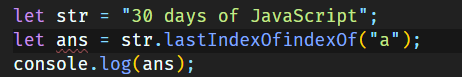 let str = "30 days of JavaScript";
let ans = str.lastIndexOfindexOf("a");
console.log(ans);